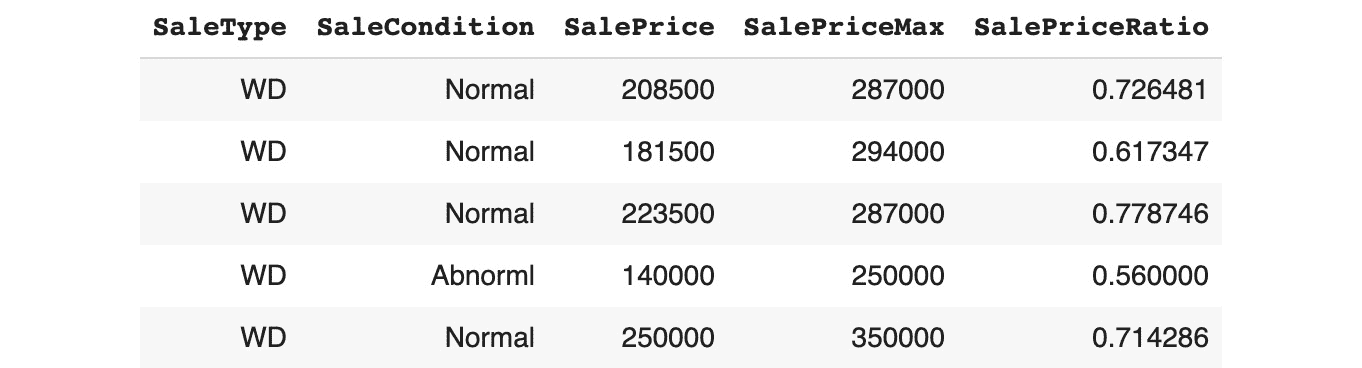 SaleType SaleCondition SalePrice SalePriceMax SalePriceRatio
WD Normal 208500 287000 0.726481
WD Normal 181500 294000 0.617347
WD Normal 223500 287000 0.778746
WD Abnorml 140000 250000 0.560000
WD Normal 250000 350000 0.714286